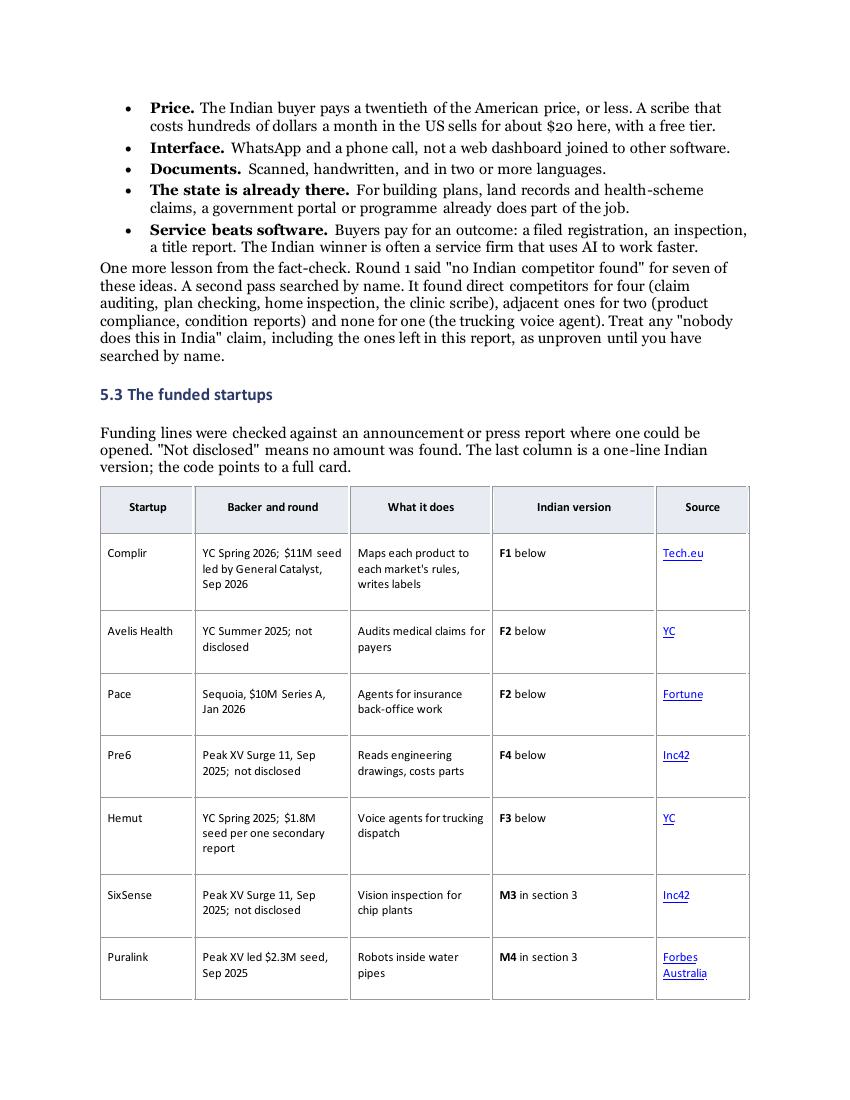 • Price. The Indian buyer pays a twentieth of the American price, or less. A scribe that
costs hundreds of dollars a month in the US sells for about $20 here, with a free tier.
• Interface. WhatsApp and a phone call, not a web dashboard joined to other software.
• Documents. Scanned, handwritten, and in two or more languages.
• The state is already there. For building plans, land records and health-scheme
claims, a government portal or programme already does part of the job.
• Service beats software. Buyers pay for an outcome: a filed registration, an inspection,
a title report. The Indian winner is often a service firm that uses AI to work faster.
One more lesson from the fact-check. Round 1 said "no Indian competitor found" for seven of
these ideas. A second pass searched by name. It found direct competitors for four (claim
auditing, plan checking, home inspection, the clinic scribe), adjacent ones for two (product
compliance, condition reports) and none for one (the trucking voice agent). Treat any "nobody
does this in India" claim, including the ones left in this report, as unproven until you have
searched by name.
5.3 The funded startups
Funding lines were checked against an announcement or press report where one could be
opened. "Not disclosed" means no amount was found. The last column is a one-line Indian
version; the code points to a full card.
Startup
Backer and round
What it does
Indian version
Source
Complir
YC Spring 2026; $11M seed
led by General Catalyst,
Sep 2026
Maps each product to
each market's rules,
writes labels
F1 below
Tech.eu
Avelis Health
YC Summer 2025; not
disclosed
Audits medical claims for
payers
F2 below
YC
Pace
Sequoia, $10M Series A,
Jan 2026
Agents for insurance
back-office work
F2 below
Fortune
Pre6
Peak XV Surge 11, Sep
2025; not disclosed
Reads engineering
drawings, costs parts
F4 below
Inc42
Hemut
YC Spring 2025; $1.8M
seed per one secondary
report
Voice agents for trucking
dispatch
F3 below
YC
SixSense
Peak XV Surge 11, Sep
2025; not disclosed
Vision inspection for
chip plants
M3 in section 3
Inc42
Puralink
Peak XV led $2.3M seed,
Sep 2025
Robots inside water
pipes
M4 in section 3
Forbes
Australia